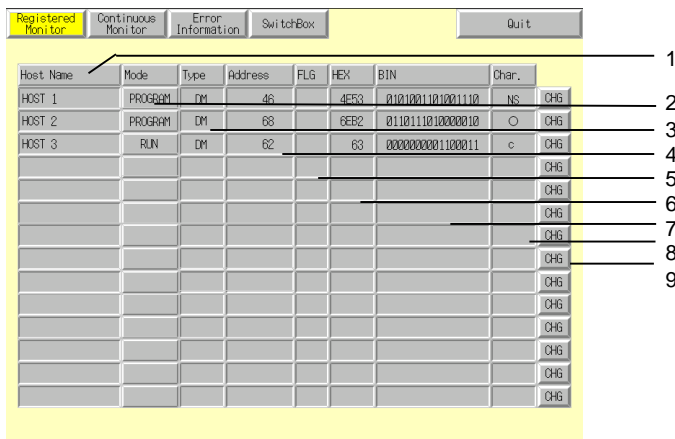 Registered Monitor
Continuous Monitor
Error Information
SwitchBox
Quit
1
Host Name Mode Type Address FLG HEX BIN Char.
HOST 1 PROGRAM DM 46 4E53 0101001101001110 NS CHG
2
HOST 2 PROGRAM DM 68 6EB2 0110111010000010 O CHG
3
HOST 3 RUN DM 62 63 0000000001100011 c CHG
4
CHG
5
CHG
6
CHG
7
CHG
8
CHG
9
CHG
CHG
CHG
CHG
CHG
CHG